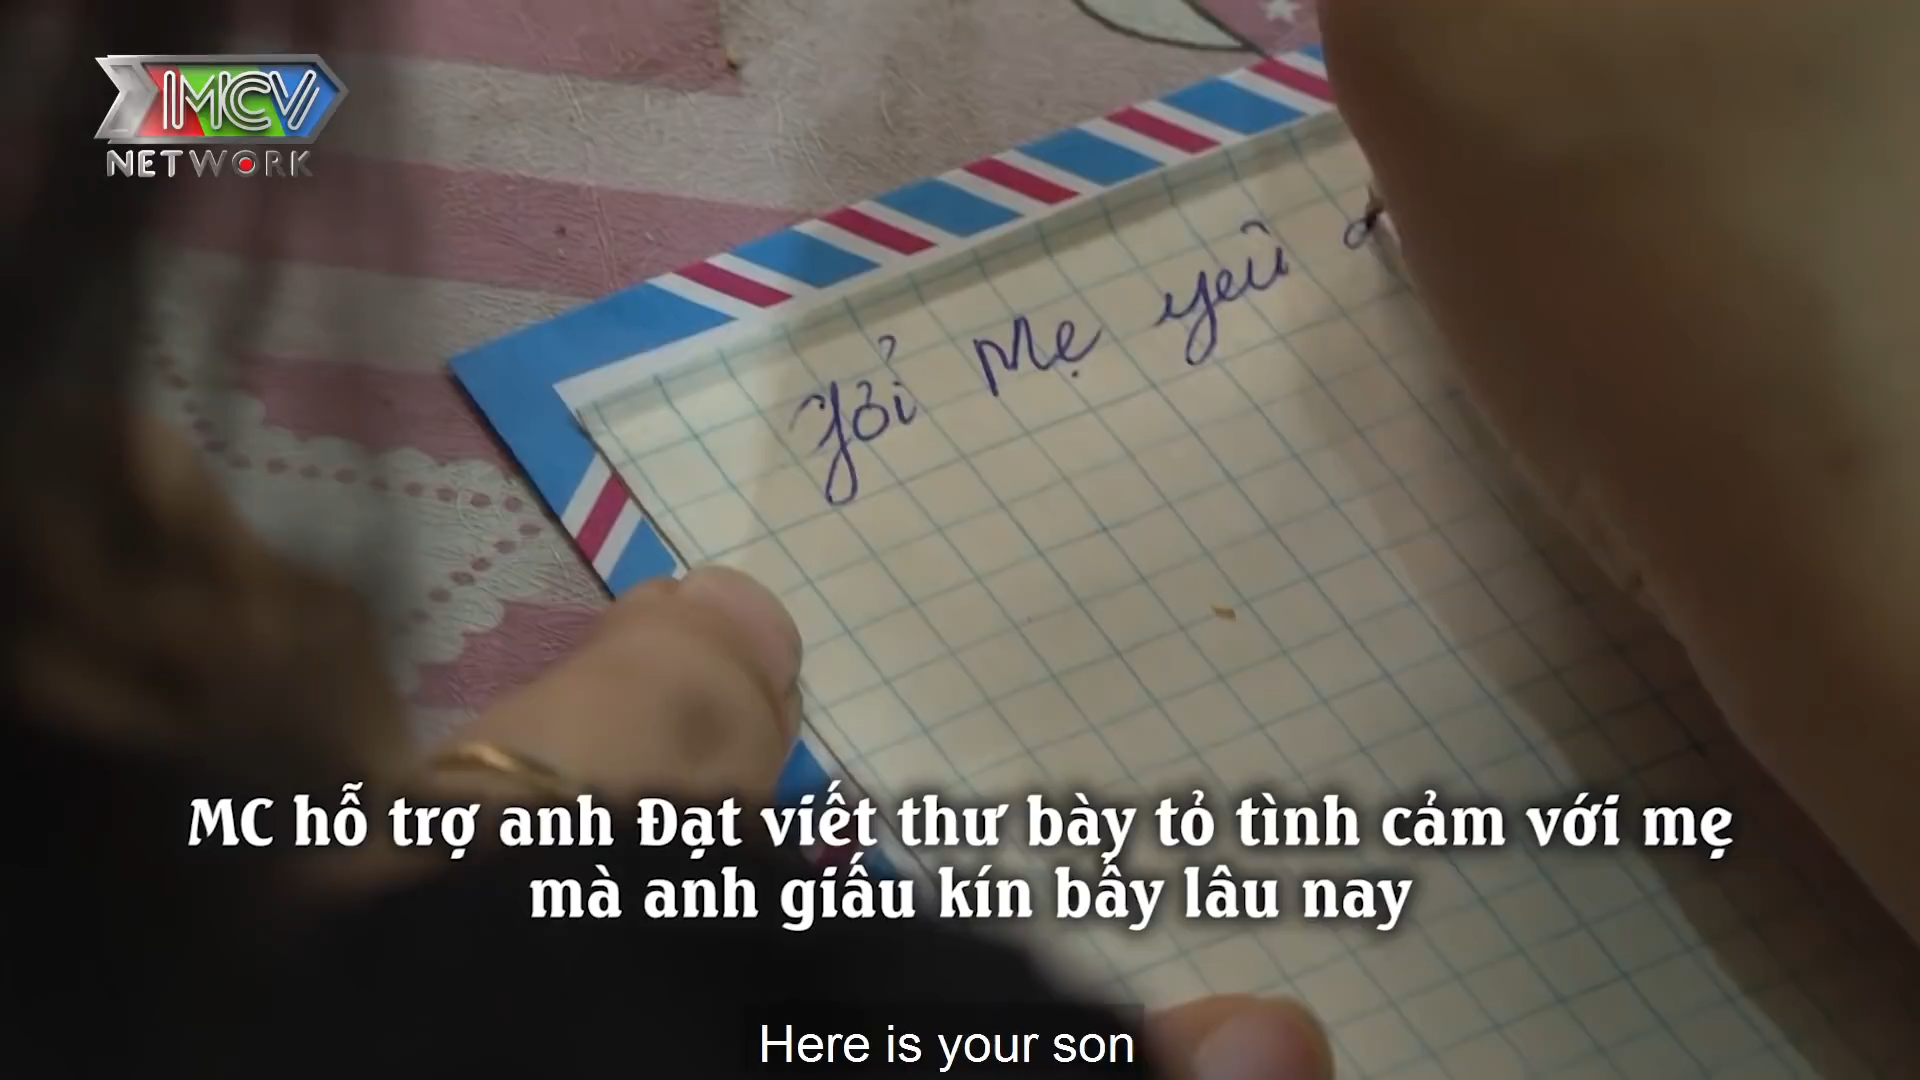 MCV
NETWORK
Gởi Mẹ yêu
MC hỗ trợ anh Đạt viết thư bày tỏ tình cảm với mẹ
mà anh giấu kín bấy lâu nay
Here is your son